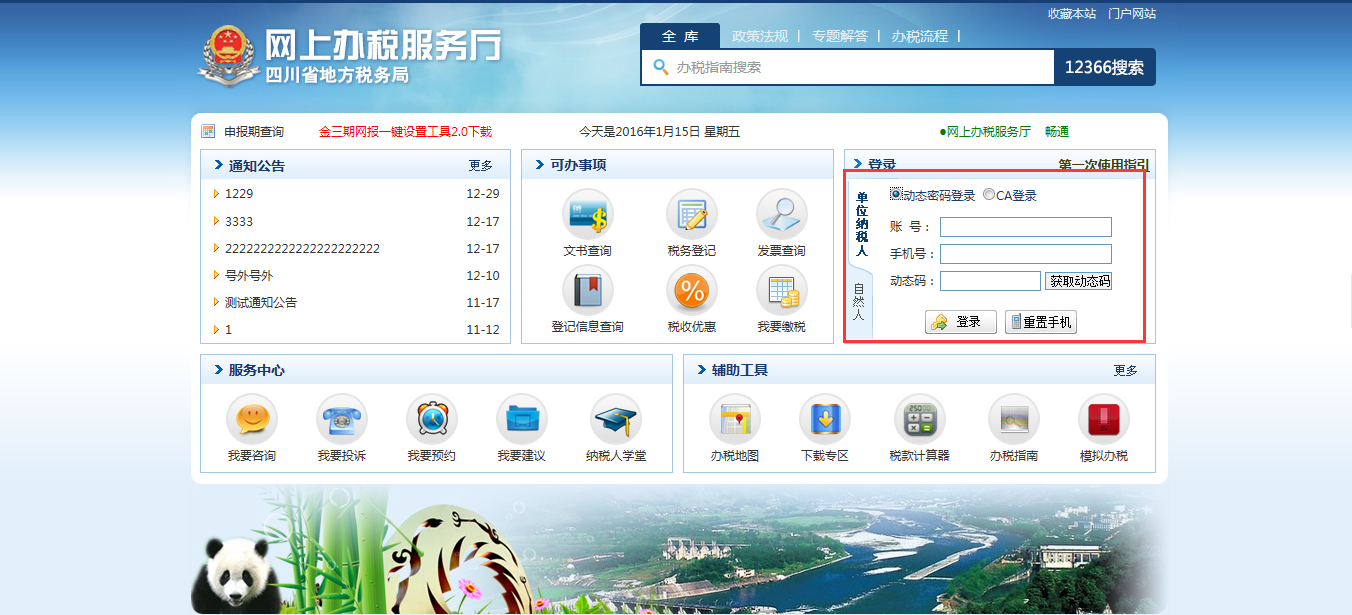 收藏本站 门户网站
网上办税服务厅
四川省地方税务局
全 库 政策法规 | 专题解答 | 办税流程 |
办税指南搜索 12366搜索
申报期查询 金三期网报一键设置工具2.0下载 今天是2016年1月15日 星期五 ●网上办税服务厅 畅通
通知公告 更多
1229 12-29
3333 12-17
2222222222222222222222 12-17
号外号外 12-10
测试通知公告 11-17
1 11-12
可办事项
文书查询 税务登记 发票查询
登记信息查询 税收优惠 我要缴税
登录 第一次使用指引
单位纳税人
自然人
动态密码登录 CA登录
账 号：
手机号：
动态码： 获取动态码
登录 重置手机
服务中心
我要咨询 我要投诉 我要预约 我要建议 纳税人学堂
辅助工具 更多
办税地图 下载专区 税款计算器 办税指南 模拟办税